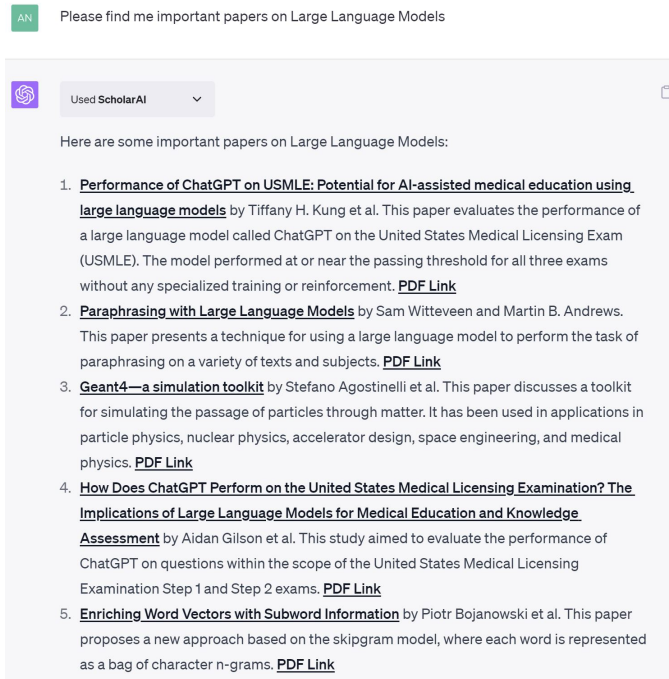 AN
Please find me important papers on Large Language Models
Used ScholarAI
Here are some important papers on Large Language Models:
1. Performance of ChatGPT on USMLE: Potential for AI-assisted medical education using
large language models by Tiffany H. Kung et al. This paper evaluates the performance of
a large language model called ChatGPT on the United States Medical Licensing Exam
(USMLE). The model performed at or near the passing threshold for all three exams
without any specialized training or reinforcement. PDF Link
2. Paraphrasing with Large Language Models by Sam Witteveen and Martin B. Andrews.
This paper presents a technique for using a large language model to perform the task of
paraphrasing on a variety of texts and subjects. PDF Link
3. Geant4—a simulation toolkit by Stefano Agostinelli et al. This paper discusses a toolkit
for simulating the passage of particles through matter. It has been used in applications in
particle physics, nuclear physics, accelerator design, space engineering, and medical
physics. PDF Link
4. How Does ChatGPT Perform on the United States Medical Licensing Examination? The
Implications of Large Language Models for Medical Education and Knowledge
Assessment by Aidan Gilson et al. This study aimed to evaluate the performance of
ChatGPT on questions within the scope of the United States Medical Licensing
Examination Step 1 and Step 2 exams. PDF Link
5. Enriching Word Vectors with Subword Information by Piotr Bojanowski et al. This paper
proposes a new approach based on the skipgram model, where each word is represented
as a bag of character n-grams. PDF Link